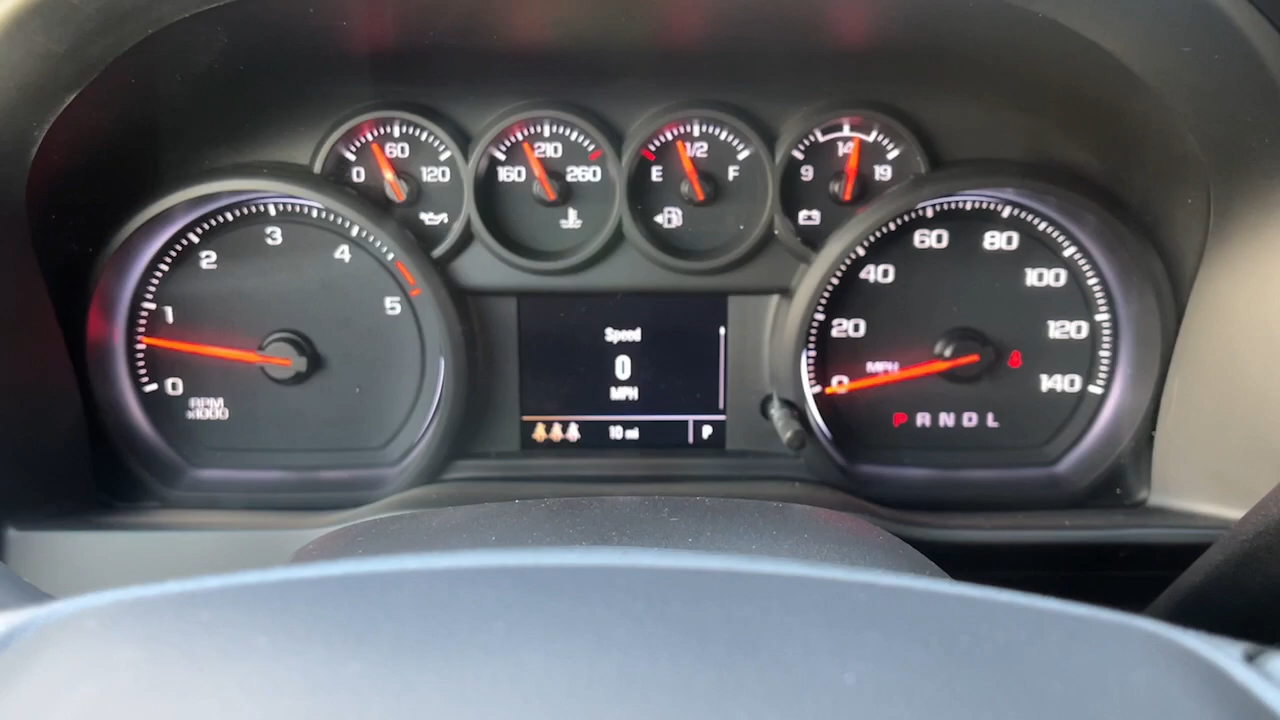 0 60 120
160 210 260
E 1/2 F
9 14 19
0 1 2 3 4 5
RPM
x1000
Speed
0
MPH
10 mi P
0 20 40 60 80 100 120 140
MPH
4
P R N D L